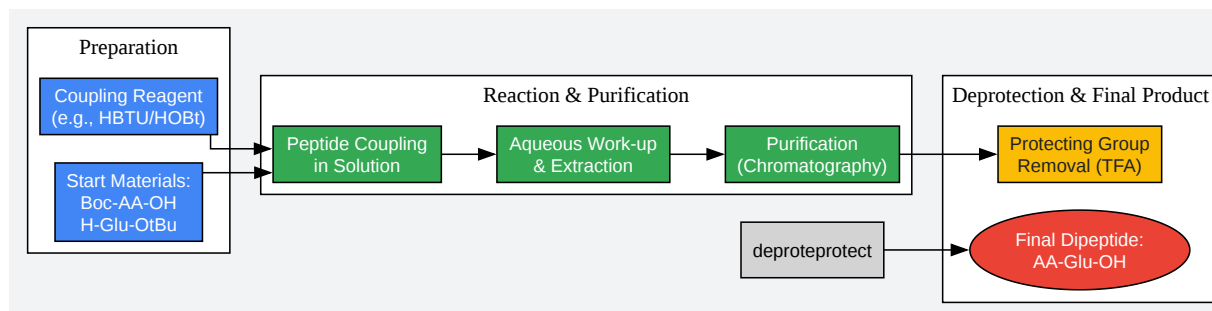 Preparation
Coupling Reagent
(e.g., HBTU/HOBt)
Start Materials:
Boc-AA-OH
H-Glu-OtBu
Reaction & Purification
Peptide Coupling
in Solution
Aqueous Work-up
& Extraction
Purification
(Chromatography)
deproteprotect
Deprotection & Final Product
Protecting Group
Removal (TFA)
Final Dipeptide:
AA-Glu-OH